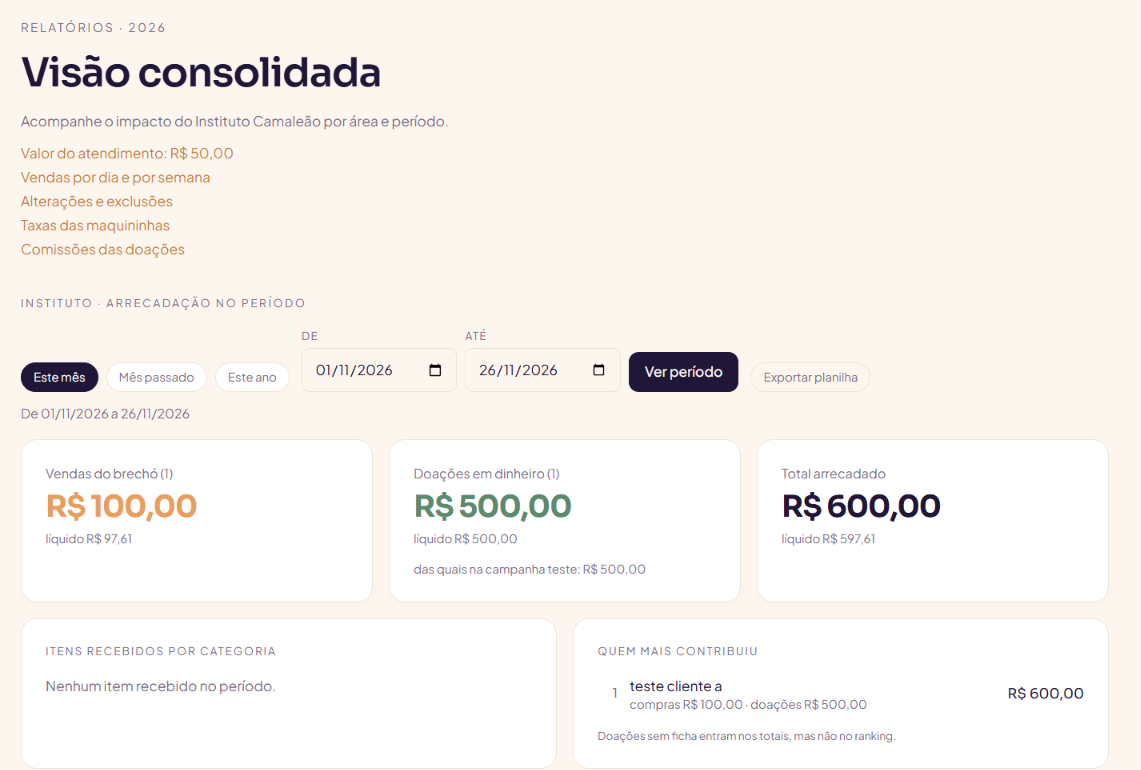 RELATÓRIOS · 2026
Visão consolidada
Acompanhe o impacto do Instituto Camaleão por área e período.
Valor do atendimento: R$ 50,00
Vendas por dia e por semana
Alterações e exclusões
Taxas das maquininhas
Comissões das doações
INSTITUTO · ARRECADAÇÃO NO PERÍODO
DE
ATÉ
Este mês
Mês passado
Este ano
01/11/2026
26/11/2026
Ver período
Exportar planilha
De 01/11/2026 a 26/11/2026
Vendas do brechó (1)
R$ 100,00
líquido R$ 97,61
Doações em dinheiro (1)
R$ 500,00
líquido R$ 500,00
das quais na campanha teste: R$ 500,00
Total arrecadado
R$ 600,00
líquido R$ 597,61
ITENS RECEBIDOS POR CATEGORIA
Nenhum item recebido no período.
QUEM MAIS CONTRIBUIU
1
teste cliente a
compras R$ 100,00 · doações R$ 500,00
R$ 600,00
Doações sem ficha entram nos totais, mas não no ranking.